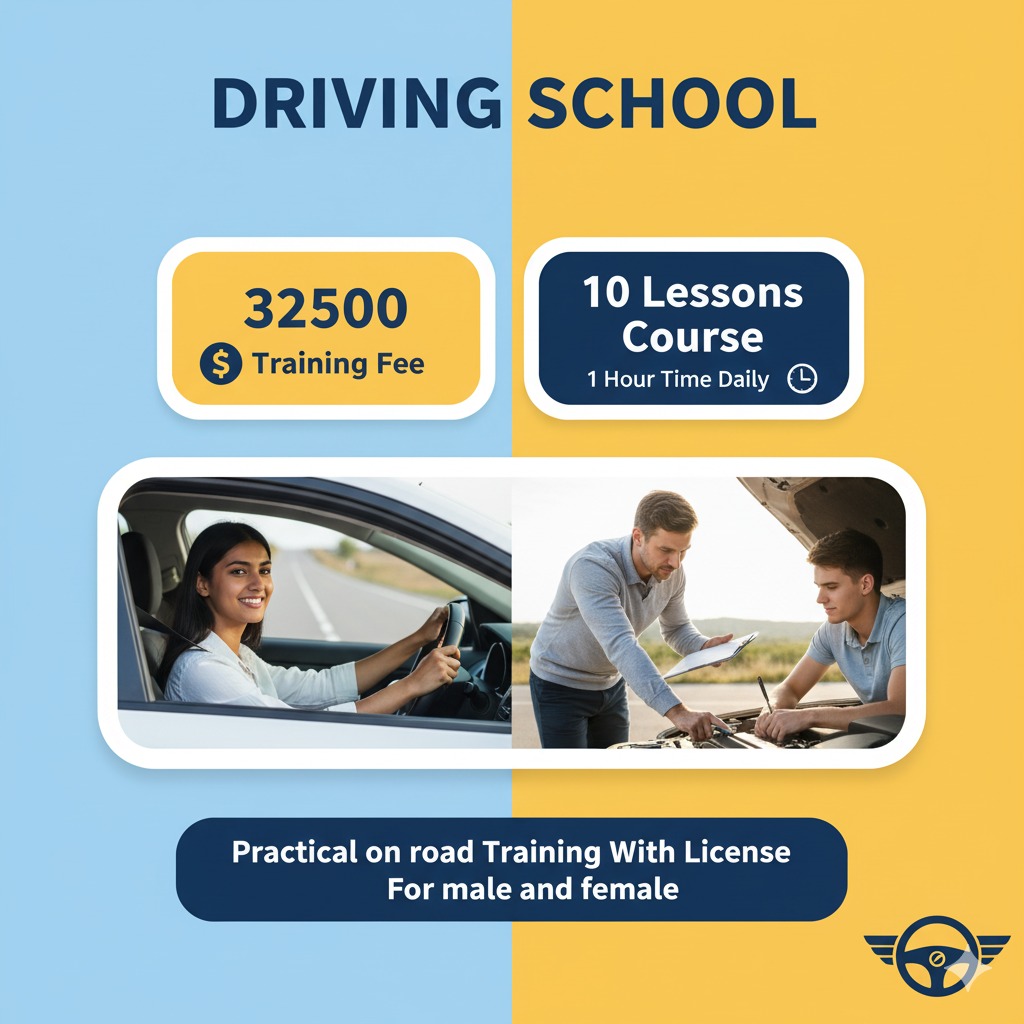 DRIVING SCHOOL
32500
$ Training Fee
10 Lessons
Course
1 Hour Time Daily
Practical on road Training With License
For male and female